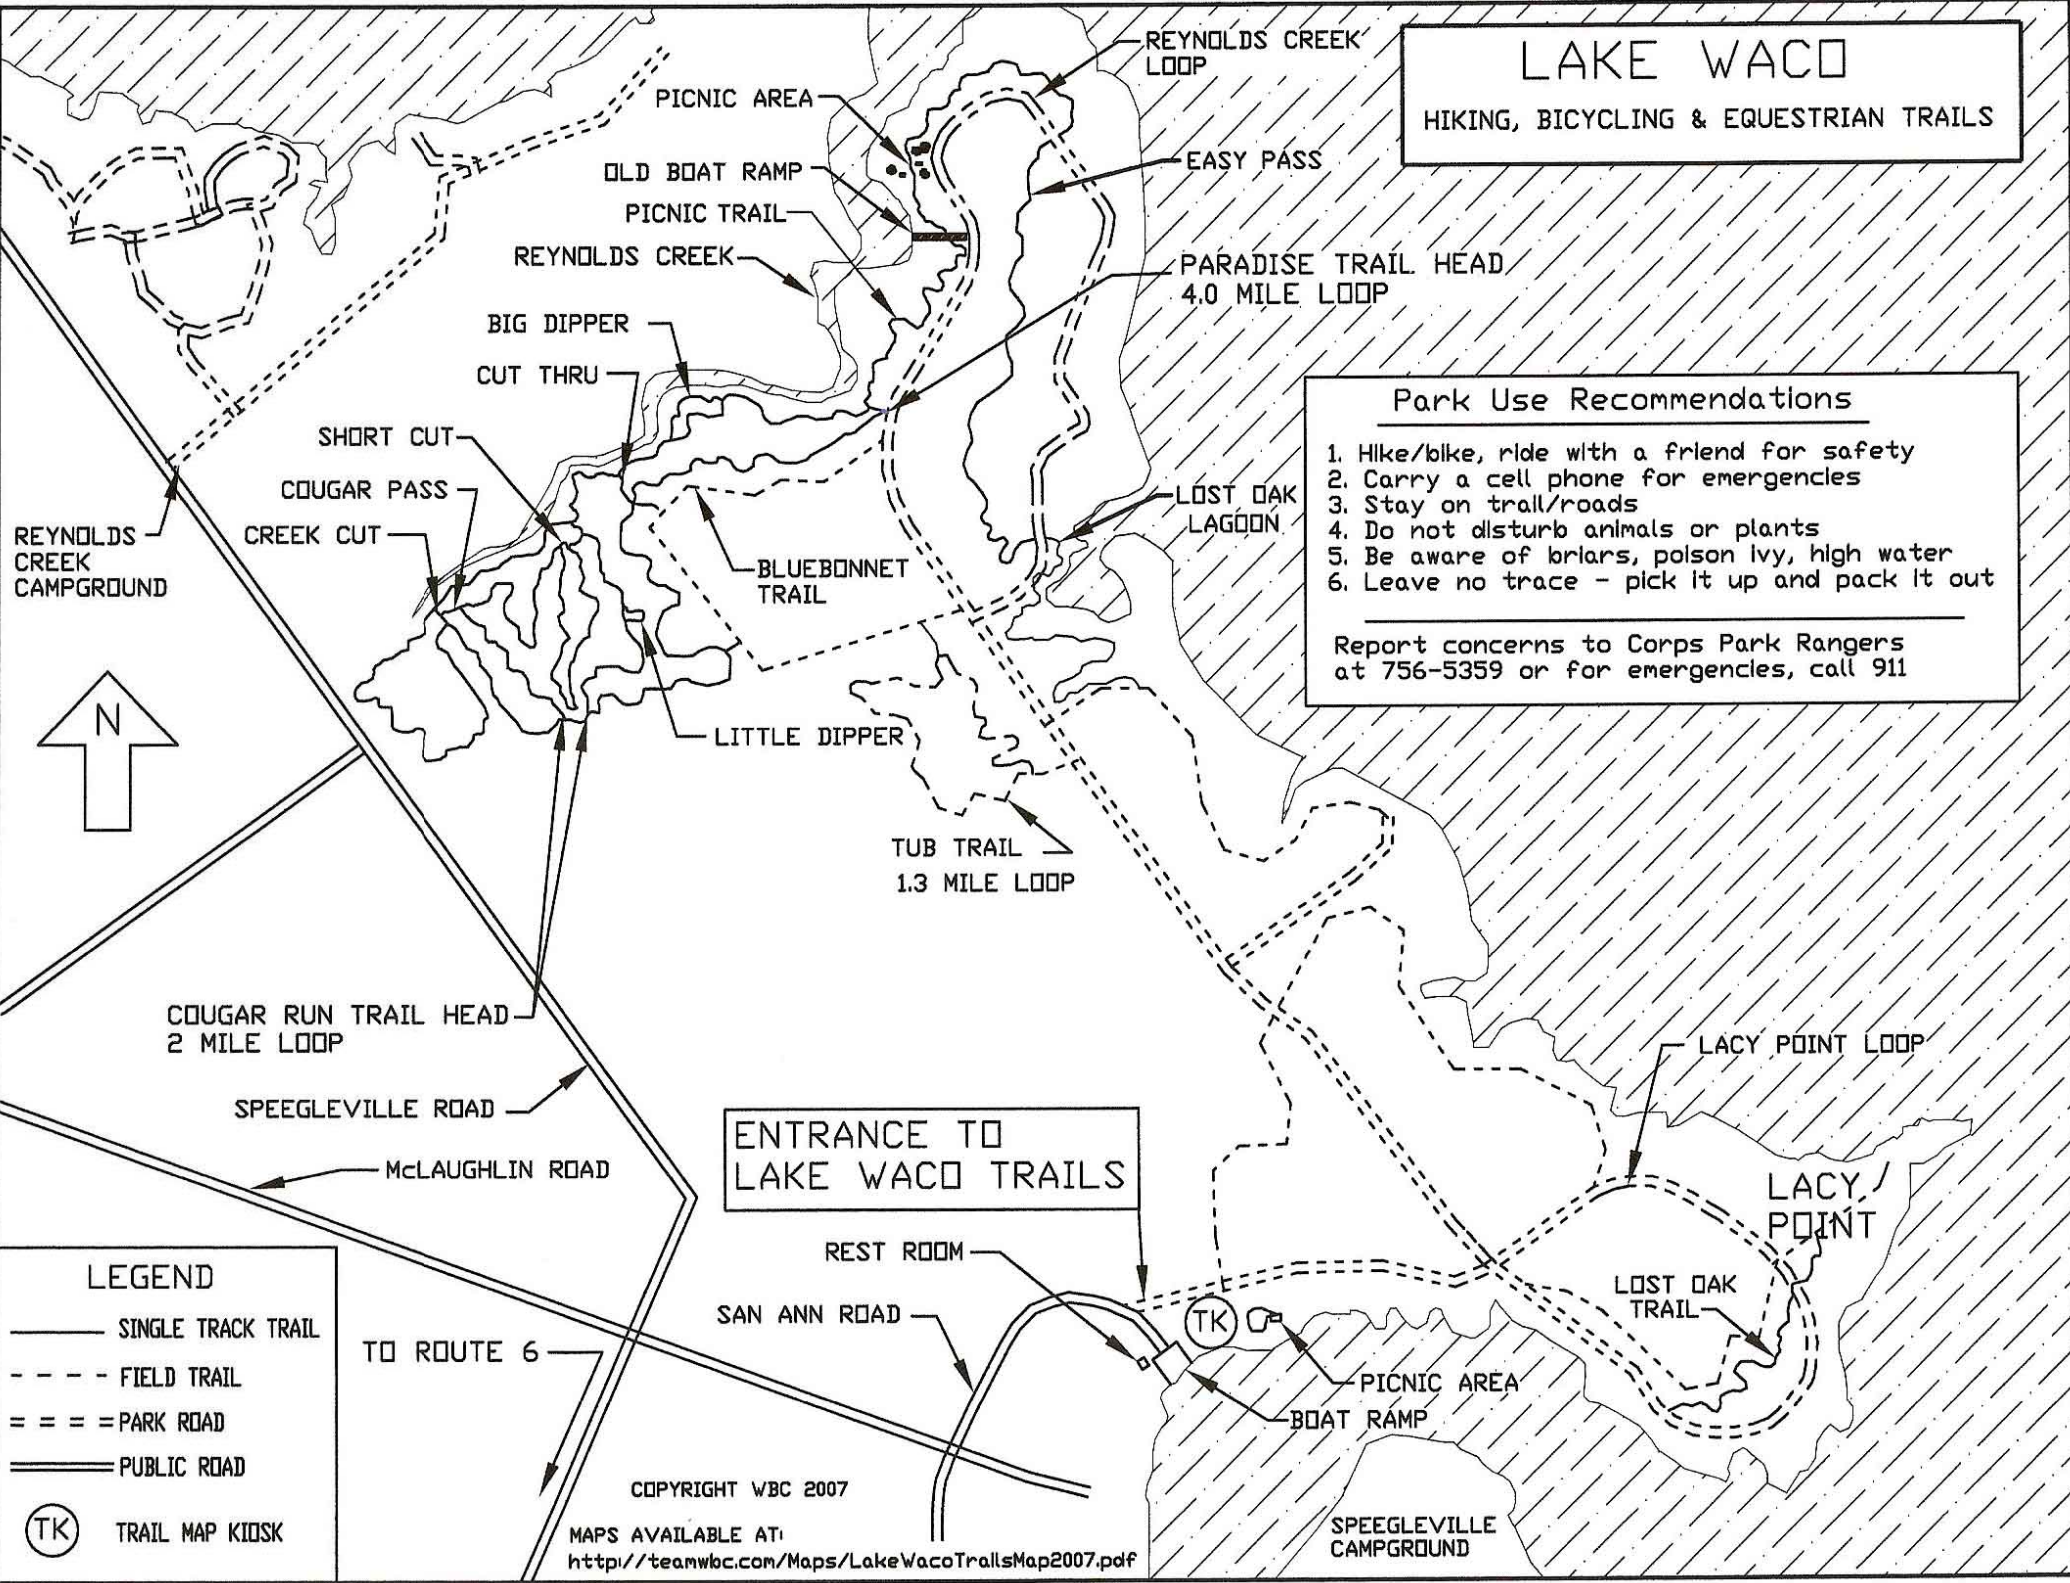 LAKE WACO
HIKING, BICYCLING & EQUESTRIAN TRAILS
REYNOLDS CREEK
LOOP
PICNIC AREA
OLD BOAT RAMP
EASY PASS
PICNIC TRAIL
REYNOLDS CREEK
PARADISE TRAIL HEAD
4.0 MILE LOOP
BIG DIPPER
CUT THRU
SHORT CUT
COUGAR PASS
CREEK CUT
REYNOLDS
CREEK
CAMPGROUND
LOST OAK
LAGOON
BLUEBONNET
TRAIL
Park Use Recommendations
1. Hike/bike, ride with a friend for safety
2. Carry a cell phone for emergencies
3. Stay on trail/roads
4. Do not disturb animals or plants
5. Be aware of briars, poison ivy, high water
6. Leave no trace - pick it up and pack it out
Report concerns to Corps Park Rangers
at 756-5359 or for emergencies, call 911
N
LITTLE DIPPER
TUB TRAIL
1.3 MILE LOOP
COUGAR RUN TRAIL HEAD
2 MILE LOOP
SPEEGLEVILLE ROAD
McLAUGHLIN ROAD
LACY POINT LOOP
ENTRANCE TO
LAKE WACO TRAILS
LACY
POINT
REST ROOM
SAN ANN ROAD
LOST OAK
TRAIL
TK
PICNIC AREA
BOAT RAMP
TO ROUTE 6
LEGEND
SINGLE TRACK TRAIL
FIELD TRAIL
PARK ROAD
PUBLIC ROAD
TK TRAIL MAP KIOSK
COPYRIGHT WBC 2007
MAPS AVAILABLE AT:
http://teamwbc.com/Maps/LakeWacoTrailsMap2007.pdf
SPEEGLEVILLE
CAMPGROUND